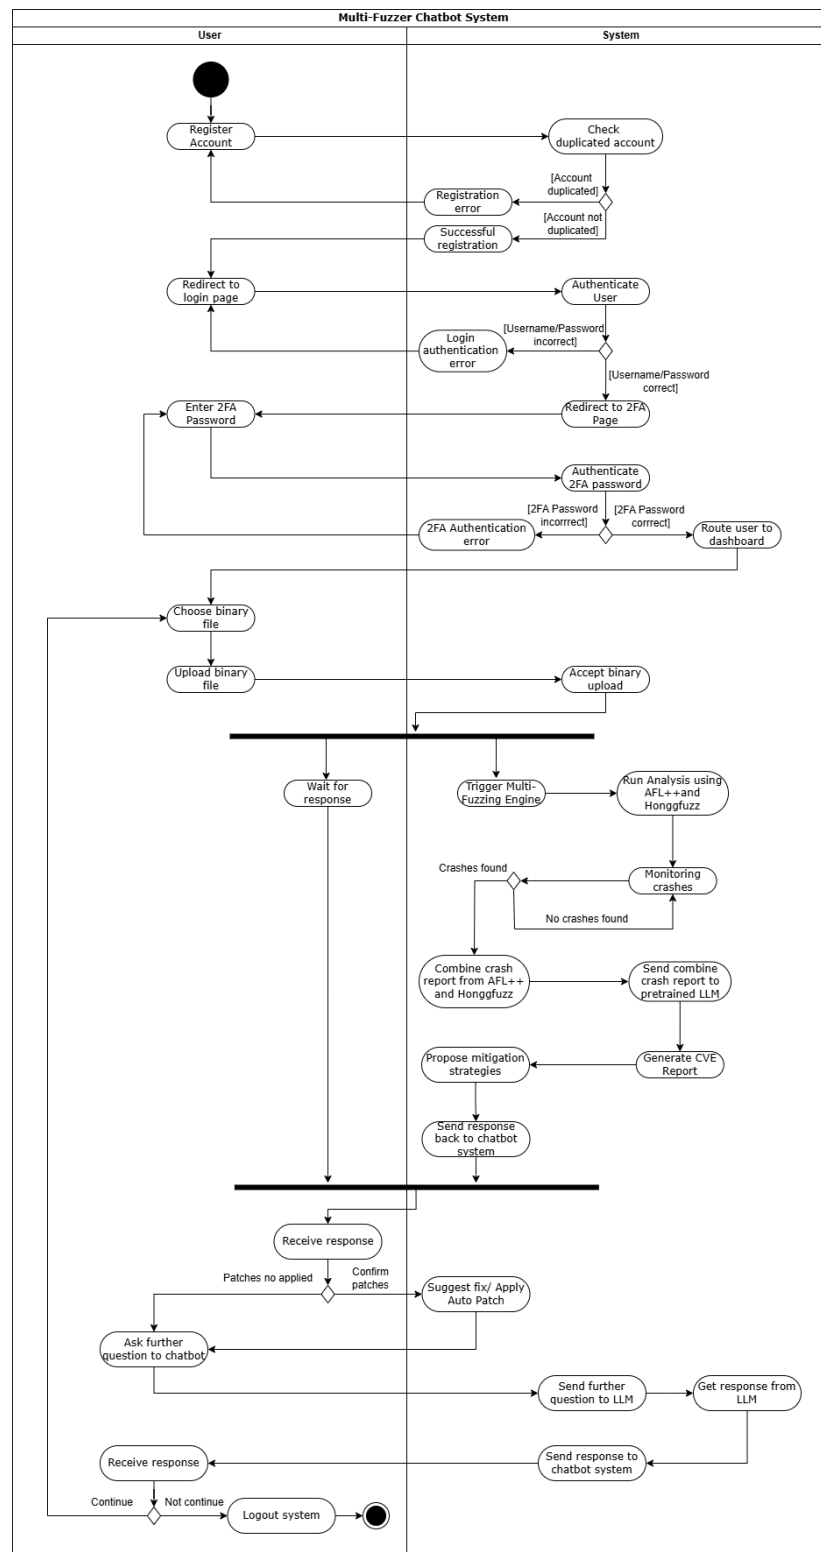 Multi-Fuzzer Chatbot System
User
System
Register
Account
Check
duplicated account
[Account
duplicated]
Registration
error
[Account not
duplicated]
Successful
registration
Redirect to
login page
Authenticate
User
[Username/Password
incorrect]
Login
authentication
error
[Username/Password
correct]
Enter 2FA
Password
Redirect to 2FA
Page
Authenticate
2FA password
[2FA Password
incorrrect]
[2FA Password
corrrect]
2FA Authentication
error
Route user to
dashboard
Choose binary
file
Upload binary
file
Accept binary
upload
Wait for
response
Trigger Multi-
Fuzzing Engine
Run Analysis using
AFL++and
Honggfuzz
Crashes found
Monitoring
crashes
No crashes found
Combine crash
report from AFL++
and Honggfuzz
Send combine
crash report to
pretrained LLM
Propose mitigation
strategies
Generate CVE
Report
Send response
back to chatbot
system
Receive response
Patches no applied
Confirm
patches
Suggest fix/ Apply
Auto Patch
Ask further
question to chatbot
Send further
question to LLM
Get response from
LLM
Receive response
Send response to
chatbot system
Continue
Not continue
Logout system